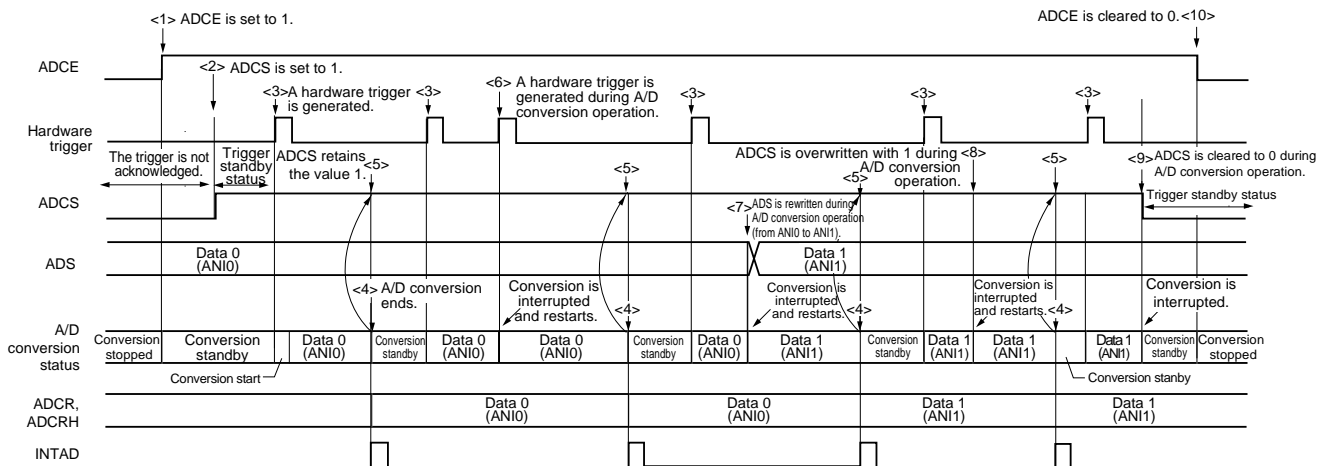 <1> ADCE is set to 1.
ADCE is cleared to 0. <10>
ADCE
<2> ADCS is set to 1.
<3> A hardware trigger
is generated.
<3>
<6> A hardware trigger is
generated during A/D
conversion operation.
<3>
<3>
<3>
Hardware
trigger
The trigger is not
acknowledged.
Trigger
standby
status
ADCS retains
the value 1.
<5>
<5>
ADCS is overwritten with 1 during
A/D conversion
operation.
<8>
<5>
<5>
<9> ADCS is cleared to 0 during
A/D conversion operation.
Trigger standby status
ADCS
<7> ADS is rewritten during
A/D conversion operation
(from ANI0 to ANI1).
ADS
Data 0
(ANI0)
Data 1
(ANI1)
<4> A/D conversion
ends.
Conversion is
interrupted
and restarts.
<4>
Conversion is
interrupted
and restarts.
<4>
Conversion is
interrupted
and restarts.
<4>
Conversion is
interrupted.
A/D
conversion
status
Conversion
stopped
Conversion
standby
Data 0
(ANI0)
Conversion
standby
Data 0
(ANI0)
Data 0
(ANI0)
Conversion
standby
Data 0
(ANI0)
Data 1
(ANI1)
Conversion
standby
Data 1
(ANI1)
Data 1
(ANI1)
Data 1
(ANI1)
Conversion
standby
Conversion
stopped
Conversion start
Conversion stanby
ADCR,
ADCRH
Data 0
(ANI0)
Data 0
(ANI0)
Data 1
(ANI1)
Data 1
(ANI1)
INTAD